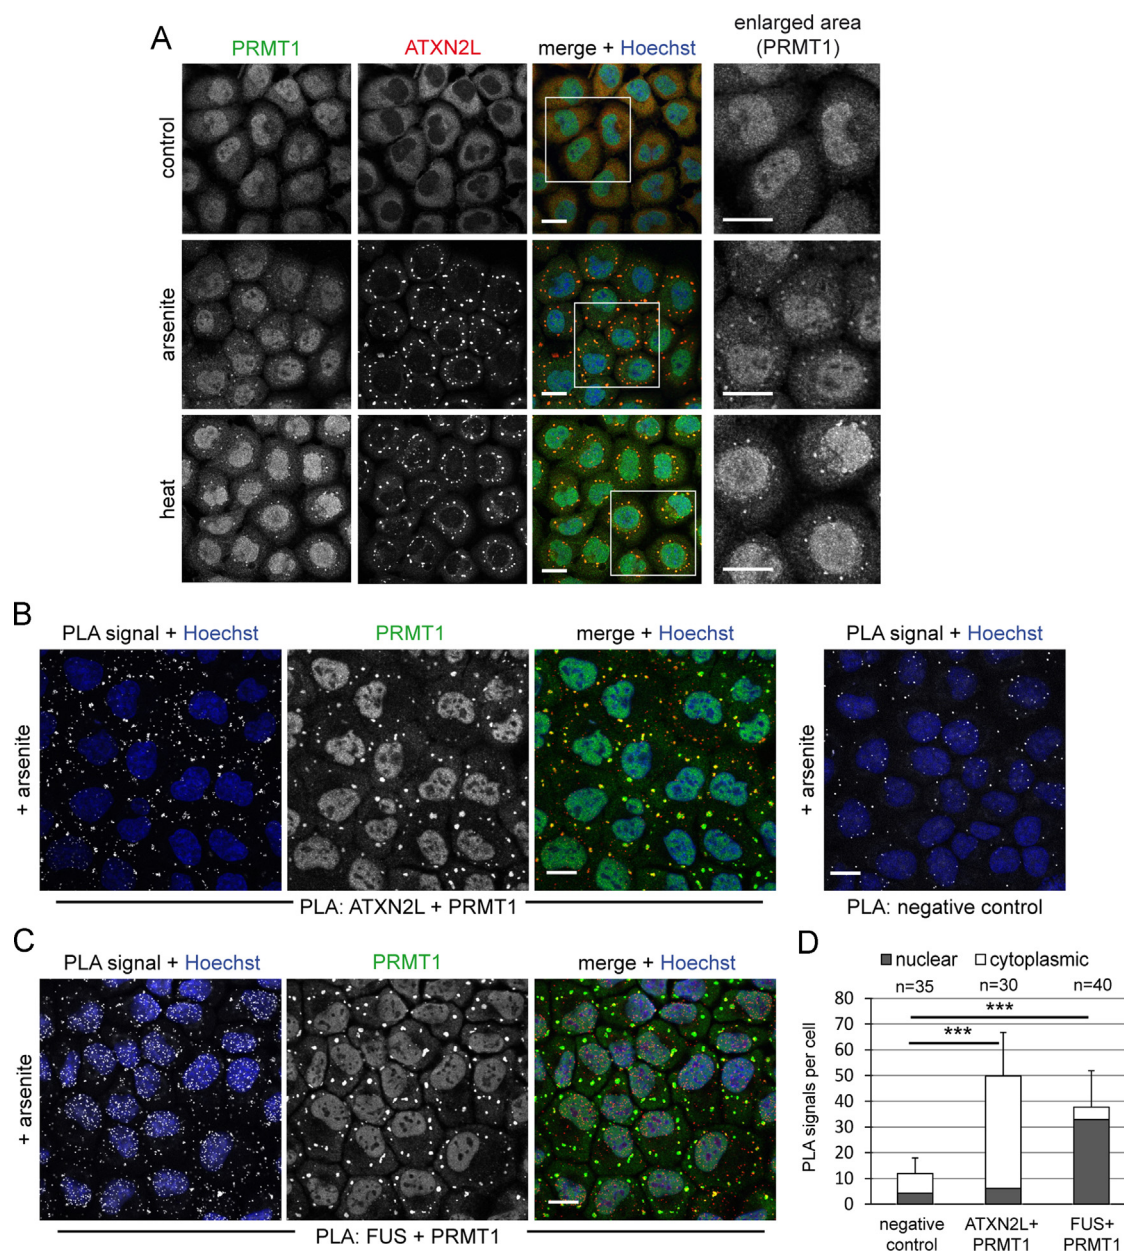 A
PRMT1
ATXN2L
merge + Hoechst
enlarged area
(PRMT1)
control
arsenite
heat
B
PLA signal + Hoechst
PRMT1
merge + Hoechst
PLA signal + Hoechst
+ arsenite
+ arsenite
PLA: ATXN2L + PRMT1
PLA: negative control
C
PLA signal + Hoechst
PRMT1
merge + Hoechst
+ arsenite
PLA: FUS + PRMT1
D
nuclear cytoplasmic
n=35 n=30 n=40
PLA signals per cell
80
70
60
50
40
30
20
10
0
***
***
negative
control
ATXN2L+
PRMT1
FUS+
PRMT1